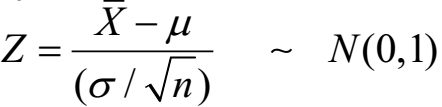 Z = (X̄ − μ) / (σ / √n) ~ N(0,1)